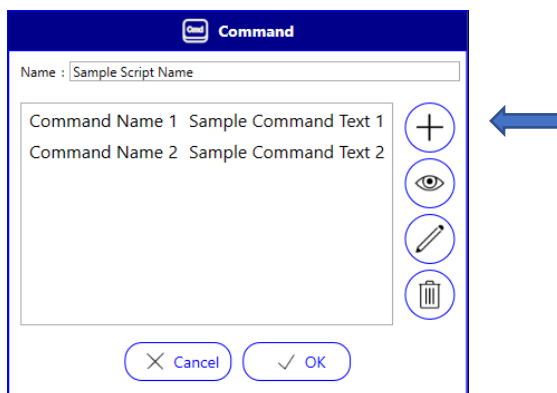 Cmd Command
Name : Sample Script Name
Command Name 1 Sample Command Text 1
Command Name 2 Sample Command Text 2
Cancel OK